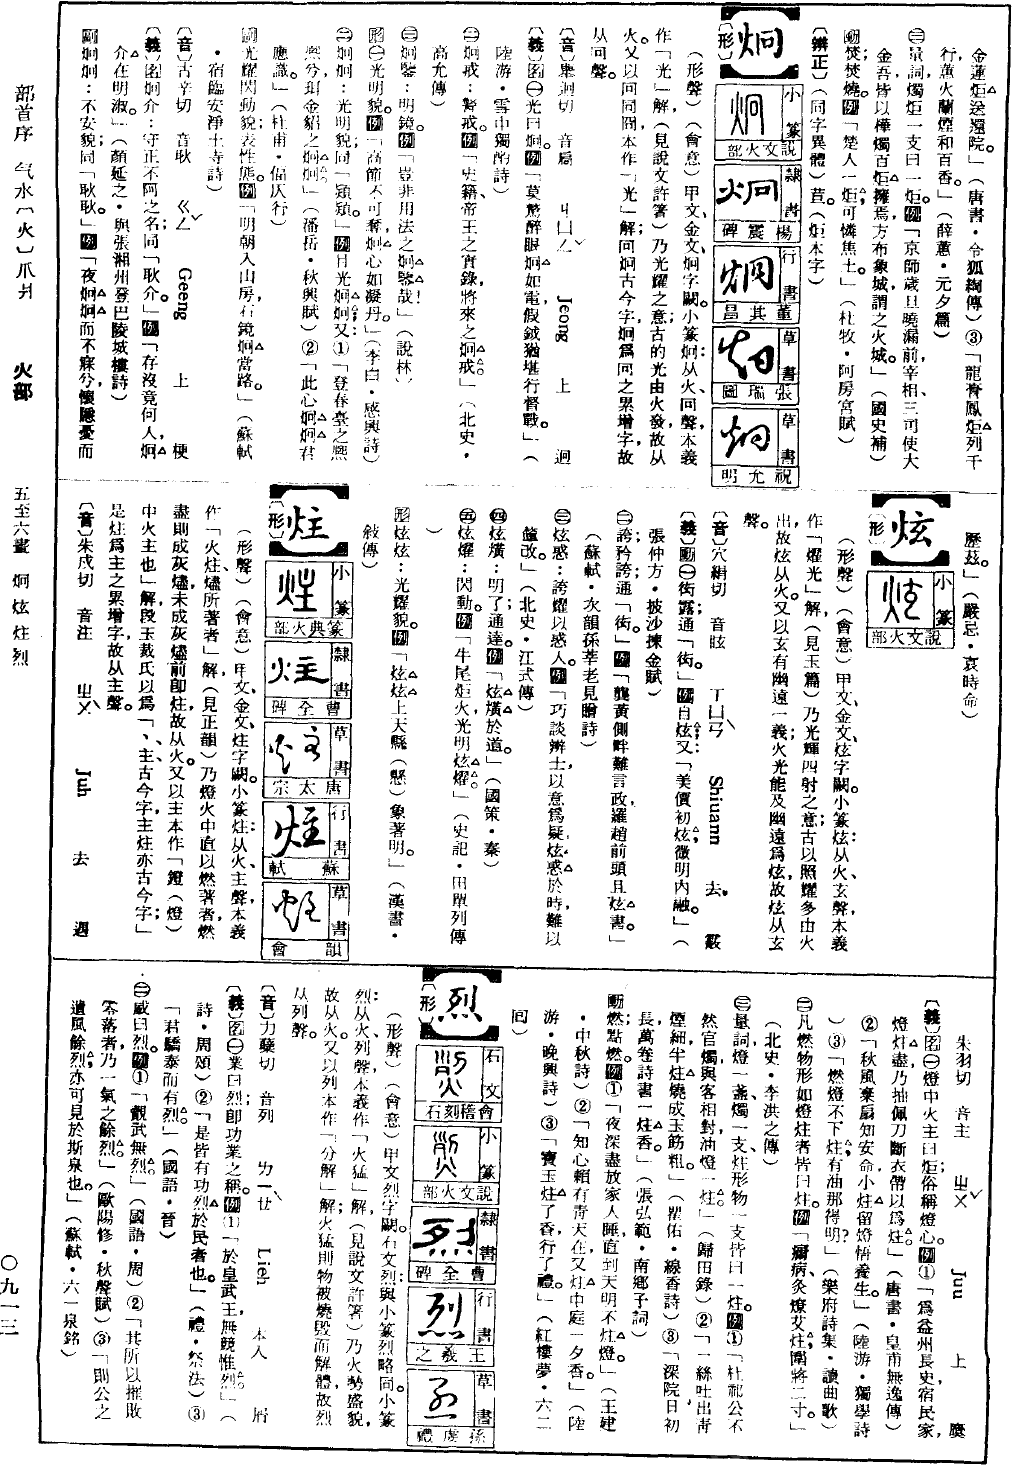 金蓮炬送還院。」(唐書・令狐綯傳)③「龍膏鳳炬列千
行,蕙火蘭煙和百香。」(薛蕙・元夕篇)
㊂量詞,燭炬一支曰一炬。例「京師歲旦曉漏前,宰相、三司使、大
金吾皆以樺燭百炬擁焉,方布象城,謂之火城。」(國史補)
動焚,焚燒。例「楚人一炬,可憐焦土。」(杜牧・阿房宮賦)
〔辨正〕(同字異體)苣。(炬本字)
炯
〔形〕
小篆
說文火部
隸書
楊震碑
行書
董其昌
草書
張瑞圖
草書
祝允明
(形聲)(會意)甲文、金文、炯字闕。小篆炯:从火、冋聲,本義
作「光」解,(見說文許箸)乃光耀之意;古的光由火發,故从
火。又以冋同冏,本作「光」解;冋炯古今字,炯爲冋之累增字,故
从冋聲。
〔音〕畎迥切 音扃 ㄐㄩㄥˇ Jeong 上 迥
〔義〕名㊀光曰炯。例「莫驚醉眼炯如電,假鉞猶堪行督戰。」(
陸游・雪中獨酌詩)
㊁炯戒:警戒。例「史籍,帝王之實錄,將來之炯戒。」(北史・
高允傳)
㊂炯鑒:明鏡。例「豈非用法之炯鑒哉!」(說林)
形㊀光明貌。例「高節不可奪,炯心如凝丹。」(李白・感興詩)
㊁炯炯:光明貌;同「熲熲」。例目光炯炯。又:①「登春臺之熙
熙兮,珥金貂之炯炯」(潘岳・秋興賦)②「此心炯炯君
應識。」(杜甫・偪仄行)
副光耀閃動貌;表性態。例「明朝入山房,石鏡炯當路。」(蘇軾
・宿臨安淨土寺詩)
〔音〕古幸切 音耿 ㄍㄥˇ Geeng 上 梗
〔義〕名炯介:守正不阿之名;同「耿介」。例「存沒竟何人,炯
介在明淑。」(顏延之・與張湘州登巴陵城樓詩)
副炯炯:不安貌;同「耿耿。」例「夜炯炯而不寐兮,懷隱憂而
歷茲。」(嚴忌・哀時命)
炫
〔形〕
小篆
說文火部
(形聲)(會意)甲文、金文、炫字闕。小篆炫:从火、玄聲,本義
作「燿光」解,(見玉篇)乃光輝四射之意;古以照耀多由火
出,故炫从火。又以玄有幽遠一義,火光能及幽遠爲炫,故炫从玄
聲。
〔音〕穴絹切 音眩 ㄒㄩㄢˋ Shiuann 去 霰
〔義〕動㊀衒露;通「衒」。例自炫。又:「美價初炫,微明內融。」(
張仲方・披沙揀金賦)
㊁誇矜誇;通「衒」。例「龔黃側畔難言政,羅趙前頭且炫書。」
(蘇軾・次韻孫莘老見贈詩)
㊂炫惑:誇燿以惑人。例「巧談辨士,以意爲疑,炫惑於時,難以
釐改。」(北史・江式傳)
㊃炫熿:明了;通達。例「炫熿於道。」(國策・秦)
㊄炫燿:閃動。例「牛尾炬火光明炫燿。」(史記・田單列傳
)
形炫炫:光耀貌。例「炫炫上天,縣(懸)象著明。」(漢書・
敍傳)
炷
〔形〕
小篆
篆典火部
隸書
曹全碑
草書
唐太宗
行書
蘇軾
草書
韻會
(形聲)(會意)甲文、金文、炷字闕。小篆炷:从火、主聲,本義
作「火炷燼所著者」解,(見正韻)乃燈火中直以燃著者,燃
盡則成灰燼,未成灰燼前卽炷,故从火。又以主本作「鐙(燈)
中火主也」解,段玉裁氏以爲「丶、主古今字,主炷亦古今字」;
是炷爲主之累增字,故从主聲。
〔音〕朱戍切 音注 ㄓㄨˋ Juh 去 遇
朱羽切 音主 ㄓㄨˇ Juu 上 麌
〔義〕名㊀燈中火主曰炷;俗稱燈心。例①「爲益州長史,宿民家,
燈炷盡,乃抽佩刀斷衣帶以爲炷」(唐書・皇甫無逸傳)
②「秋風棄扇知安命,小炷留燈悟養生。」(陸游・獨學詩
)③「燃燈不下炷,有油那得明?」(樂府詩集・讀曲歌)
㊁凡燃物形如燈炷者皆曰炷。例「癇病灸療,艾炷圍將二寸。」
(北史・李洪之傳)
㊂量詞,燈一盞、燭一支、炷形物一支皆曰一炷。例①「杜祁公不
然官燭,與客相對,油燈一炷。」(歸田錄)②「一絲吐出青
煙細,半炷燒成玉筯粗。」(瞿佑・線香詩)③「深院日初
長,萬卷詩書一炷香。」(張弘範・南鄉子詞)
動燃;點燃。例①「夜深盡放家人睡,直到天明不炷燈。」(王建
・中秋詩)②「知心賴有青天在,又炷中庭一夕香。」(陸
游・晚興詩)③「寶玉炷了香,行了禮。」(紅樓夢・六二
回)
烈
〔形〕
石文
會稽刻石
小篆
說文火部
隸書
曹全碑
行書
王羲之
草書
孫虔禮
(形聲)(會意)甲文烈字闕。石文烈:與小篆烈略同。小篆
烈:从火、列聲,本義作「火猛」解,(見說文許箸)乃火勢盛貌,
故从火。又以列本作「分解」解,火猛則物被燒毀而解體,故烈
从列聲。
〔音〕力櫱切 音列 ㄌㄧㄝˋ Lieh 本入 屑
〔義〕名㊀業曰烈;卽功業之稱。例①「於皇武王,無競惟烈」(
詩・周頌)②「是皆有功烈於民者也。」(禮・祭法)③
「君驕泰而有烈。」(國語・晉)
㊁威曰烈。例①「觀武無烈。」(國語・周)②「其所以摧敗
零落者,乃一氣之餘烈。」(歐陽修・秋聲賦)③「則公之
遺風餘烈,亦可見於斯泉也。」(蘇軾・六一泉銘)
部首序 气水〔火〕爪爿 火部 五至六畫 炯炫炷烈 〇九一三